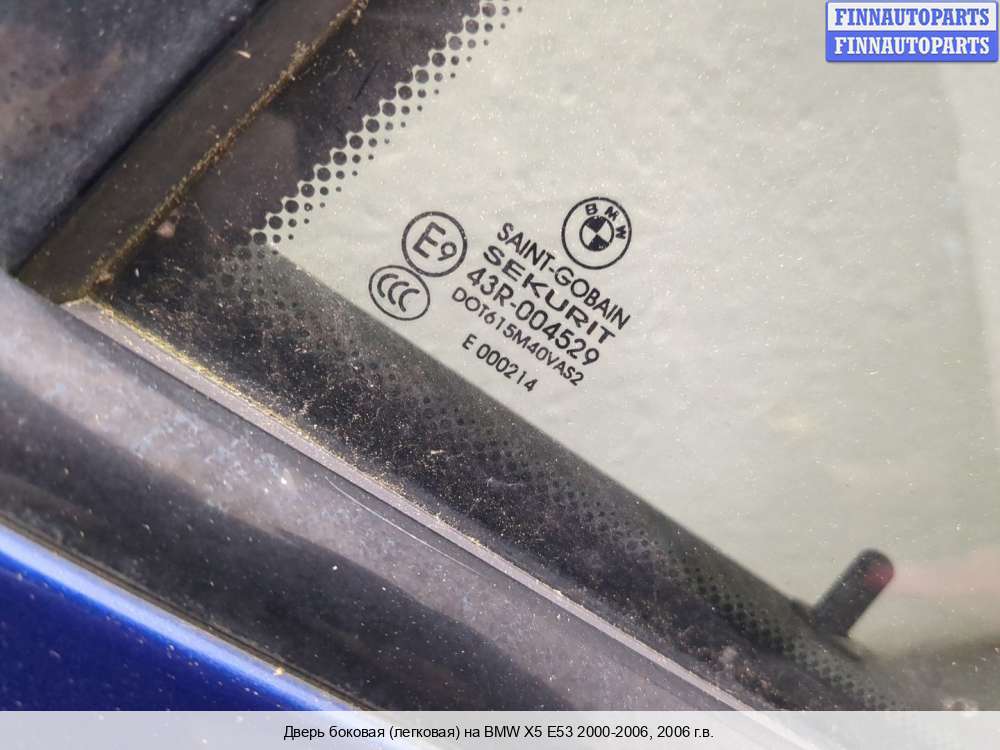 FINNAUTOPARTS
FINNAUTOPARTS
BMW
E9
CCC
SAINT-GOBAIN
SEKURIT
43R-004529
DOT615M40VAS2
E 000214
Дверь боковая (легковая) на BMW X5 E53 2000-2006, 2006 г.в.